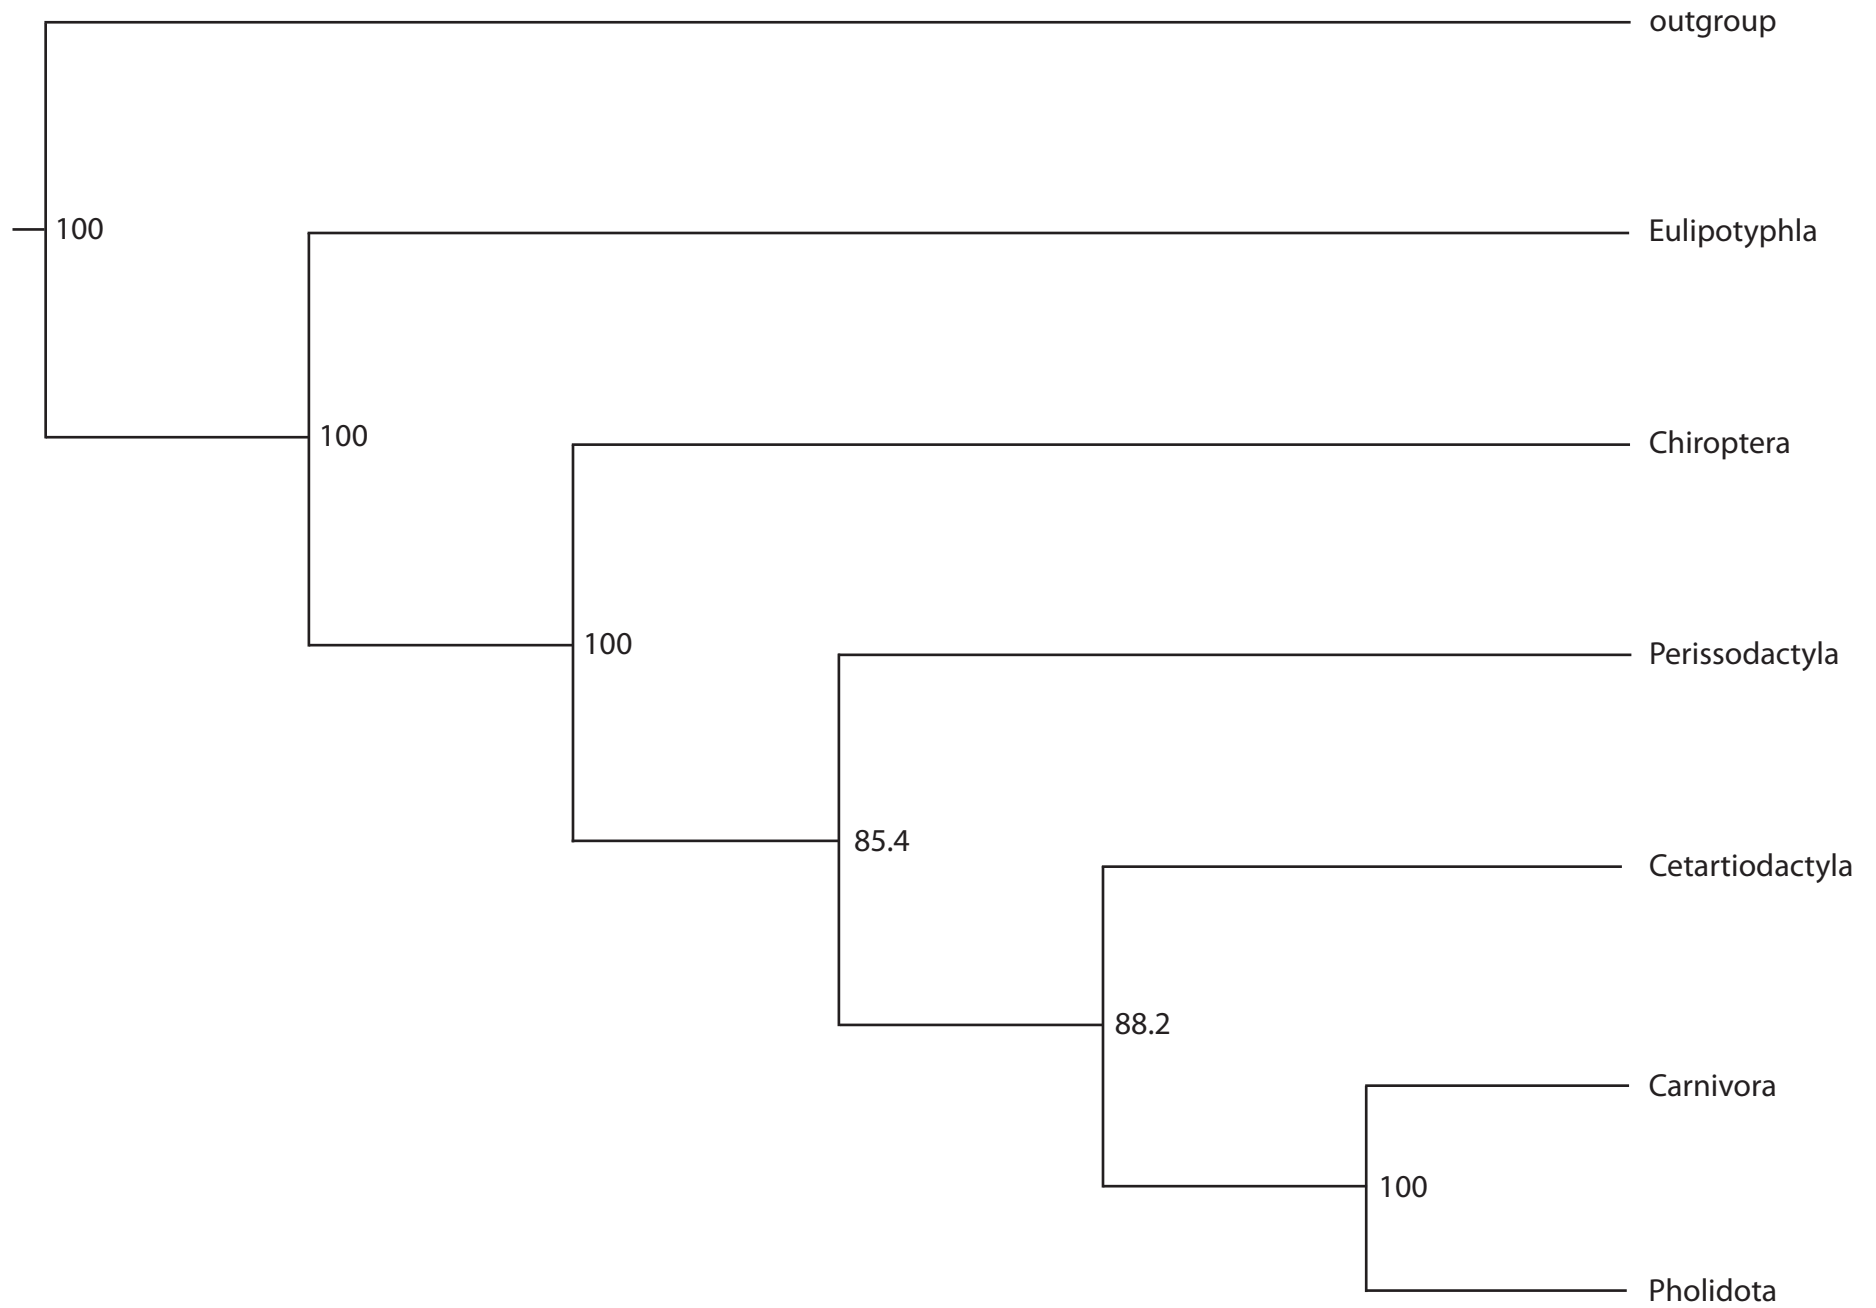 outgroup
100
Eulipotyphla
100
Chiroptera
100
Perissodactyla
85.4
Cetartiodactyla
88.2
Carnivora
100
Pholidota